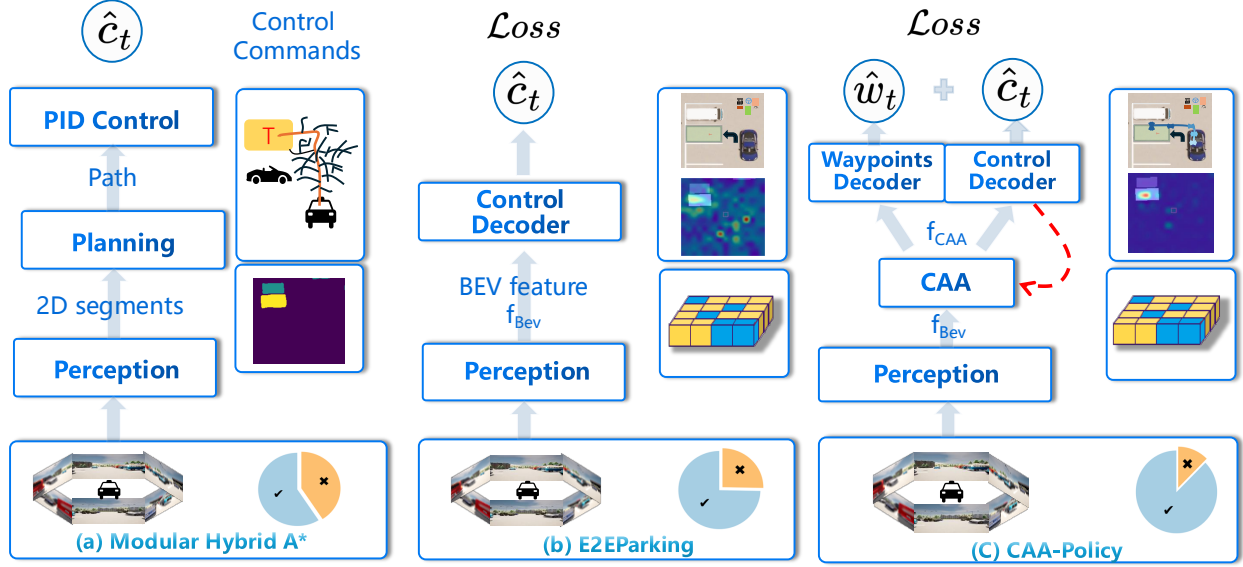 ĉt
Control
Commands
PID Control
Path
Planning
2D segments
Perception
T
✔
✖
(a) Modular Hybrid A*
Loss
ĉt
Control
Decoder
BEV feature
fBev
Perception
✔
✖
(b) E2EParking
Loss
ŵt + ĉt
Waypoints
Decoder
Control
Decoder
fCAA
CAA
fBev
Perception
✔
✖
(C) CAA-Policy